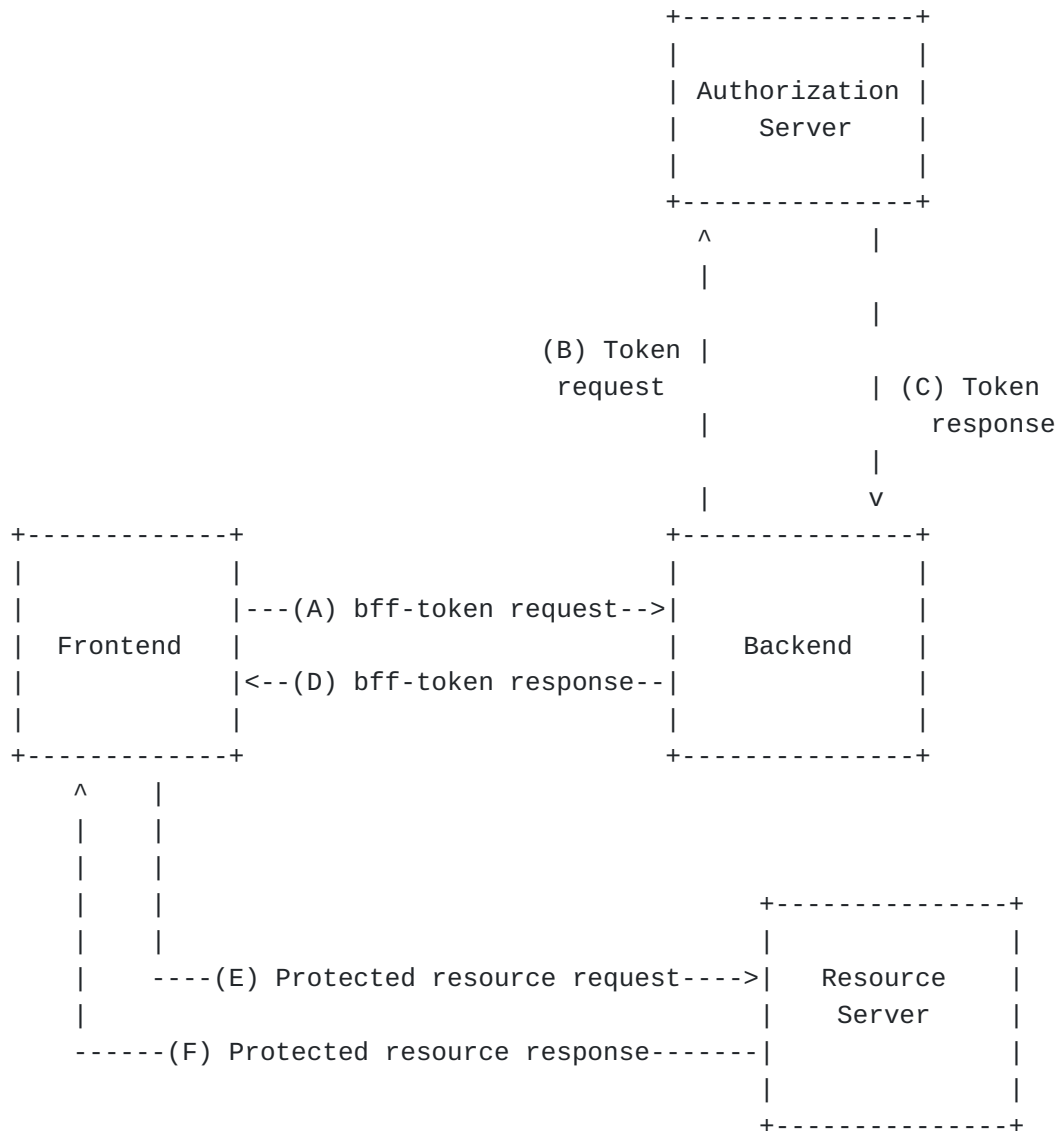 Authorization
Server
(B) Token
request
(C) Token
response
---(A) bff-token request-->
Frontend
Backend
<--(D) bff-token response--
----(E) Protected resource request---->
Resource
Server
------(F) Protected resource response-------